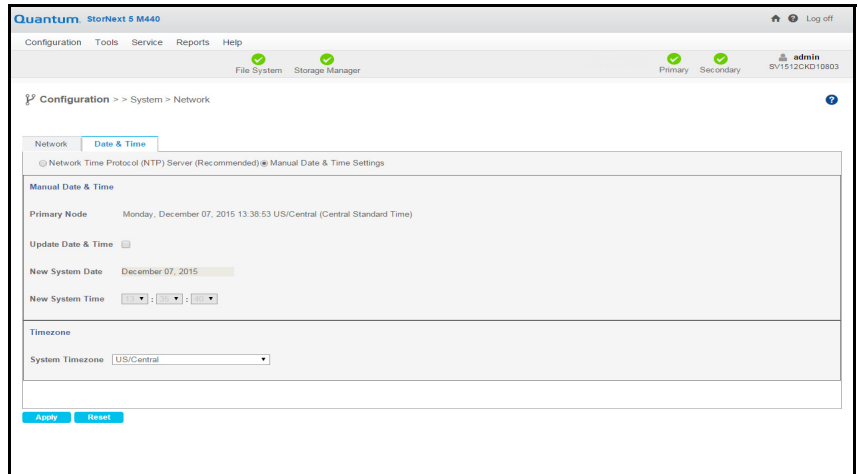 Quantum. StorNext 5 M440 Log off
Configuration Tools Service Reports Help
File System Storage Manager Primary Secondary admin
SV1512CKD10803
Configuration > > System > Network
Network Date & Time
Network Time Protocol (NTP) Server (Recommended) Manual Date & Time Settings
Manual Date & Time
Primary Node Monday, December 07, 2015 13:38:53 US/Central (Central Standard Time)
Update Date & Time
New System Date December 07, 2015
New System Time : :
Timezone
System Timezone US/Central
Apply Reset